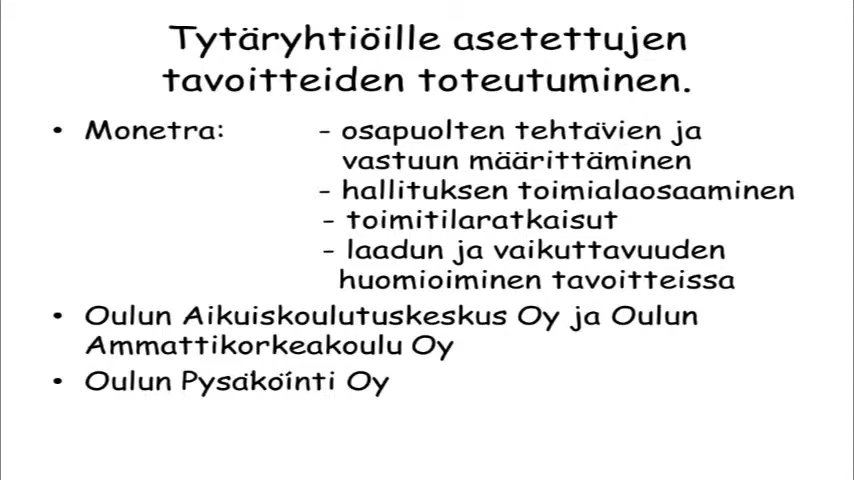 Tytäryhtiöille asetettujen
tavoitteiden toteutuminen.
• Monetra: - osapuolten tehtävien ja
vastuun määrittäminen
- hallituksen toimialaosaaminen
- toimitilaratkaisut
- laadun ja vaikuttavuuden
huomioiminen tavoitteissa
• Oulun Aikuiskoulutuskeskus Oy ja Oulun
Ammattikorkeakoulu Oy
• Oulun Pysäköinti Oy